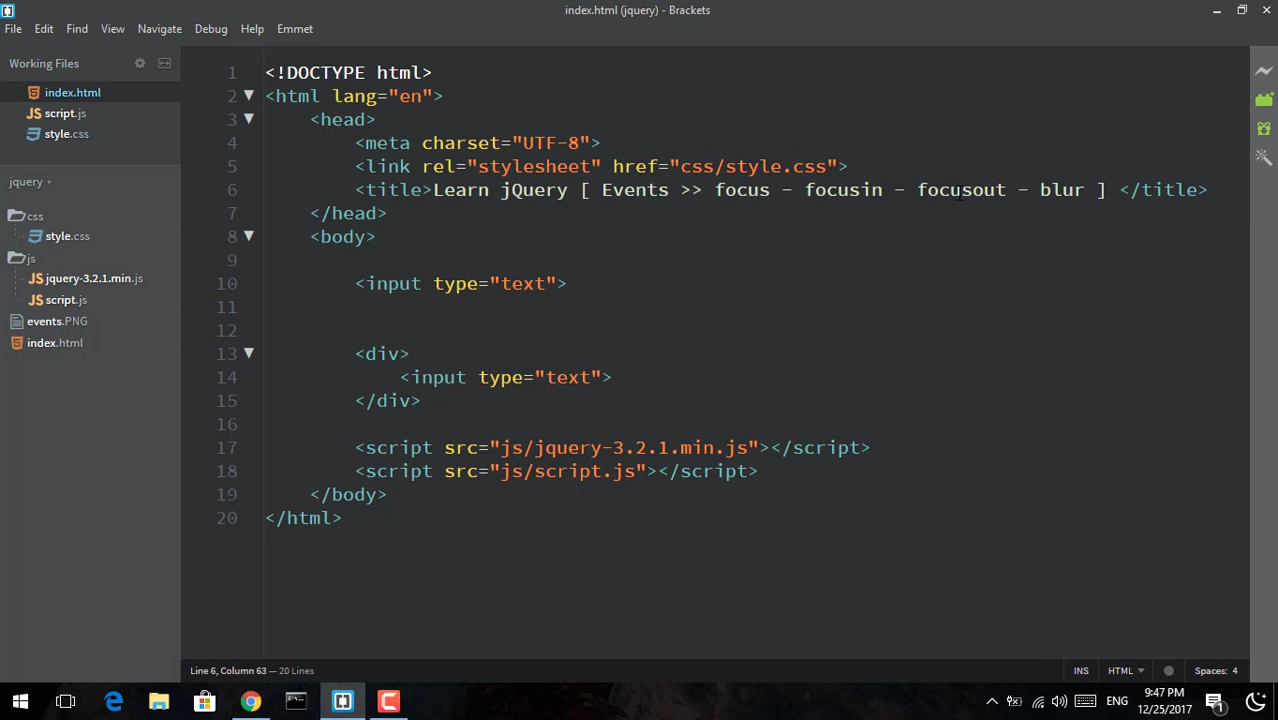 index.html (jquery) - Brackets
File Edit Find View Navigate Debug Help Emmet
Working Files
index.html
script.js
style.css
jquery
css
style.css
js
jquery-3.2.1.min.js
script.js
events.PNG
index.html
1 <!DOCTYPE html>
2 <html lang="en">
3 <head>
4 <meta charset="UTF-8">
5 <link rel="stylesheet" href="css/style.css">
6 <title>Learn jQuery [ Events >> focus - focusin - focusout - blur ] </title>
7 </head>
8 <body>
9
10 <input type="text">
11
12
13 <div>
14 <input type="text">
15 </div>
16
17 <script src="js/jquery-3.2.1.min.js"></script>
18 <script src="js/script.js"></script>
19 </body>
20 </html>
Line 6, Column 63 — 20 Lines
INS HTML Spaces: 4
ENG
9:47 PM
12/25/2017
1